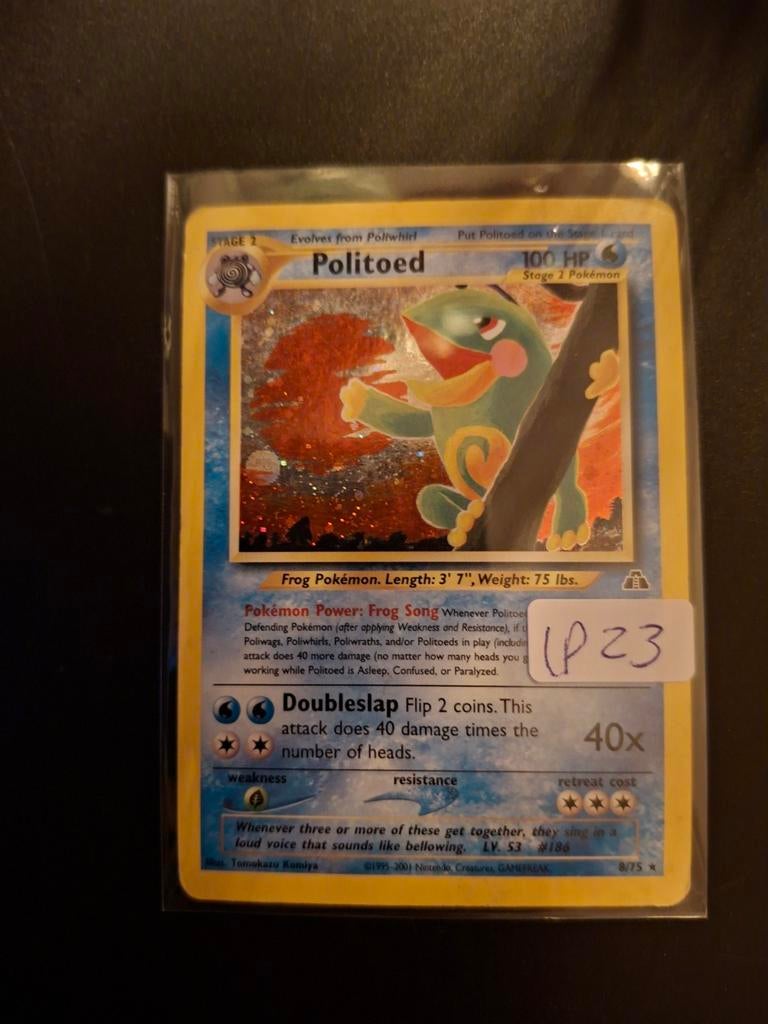 STAGE 2 Evolves from Poliwhirl Put Politoed on the Stage 1 card
Politoed 100 HP
Stage 2 Pokémon
Frog Pokémon. Length: 3' 7", Weight: 75 lbs.
Pokémon Power: Frog Song Whenever Politoed
Defending Pokémon (after applying Weakness and Resistance), if
Poliwags, Poliwhirls, Poliwraths, and/or Politoeds in play (includin
attack does 40 more damage (no matter how many heads you g
working while Politoed is Asleep, Confused, or Paralyzed.
LP 23
Doubleslap Flip 2 coins. This
attack does 40 damage times the
number of heads.
40x
weakness resistance retreat cost
Whenever three or more of these get together, they sing in a
loud voice that sounds like bellowing. LV. 53 #186
Illus. Tomokazu Komiya ©1995-2001 Nintendo, Creatures, GAMEFREAK. 8/75 ★